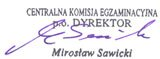 CENTRALNA KOMISJA EGZAMINACYJNA
p.o. DYREKTOR
Mirosław Sawicki